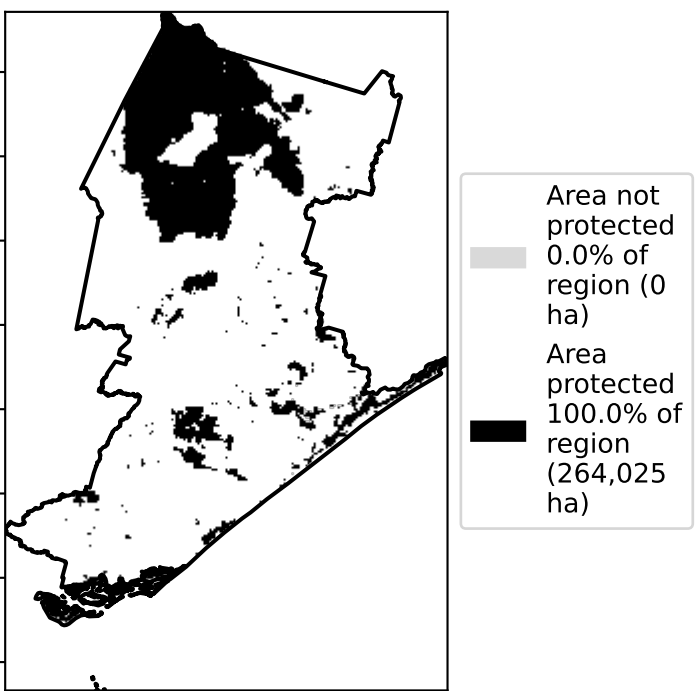 Area not
protected
0.0% of
region (0
ha)
Area
protected
100.0% of
region
(264,025
ha)